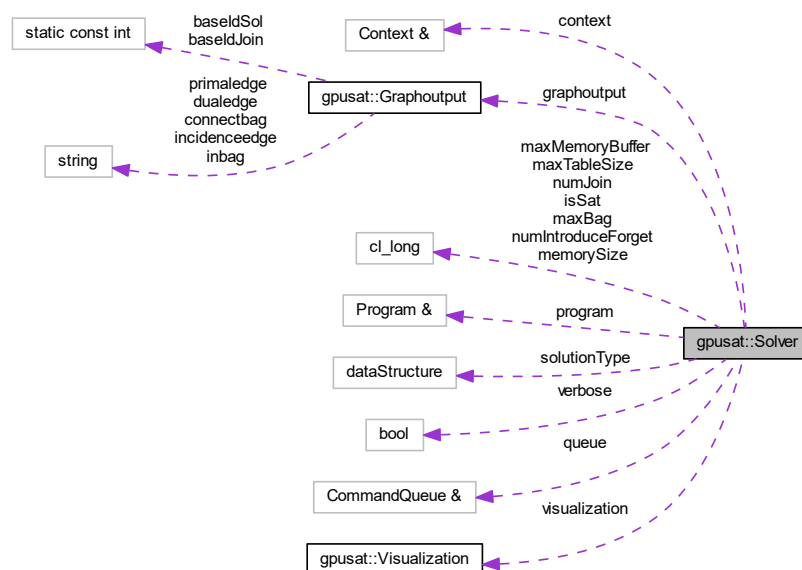 static const int
baseIdSol
baseIdJoin
Context &
context
primaledge
dualedge
connectbag
incidenceedge
inbag
gpusat::Graphoutput
graphoutput
string
maxMemoryBuffer
maxTableSize
numJoin
isSat
maxBag
numIntroduceForget
memorySize
cl_long
Program &
program
gpusat::Solver
dataStructure
solutionType
verbose
bool
queue
CommandQueue &
visualization
gpusat::Visualization